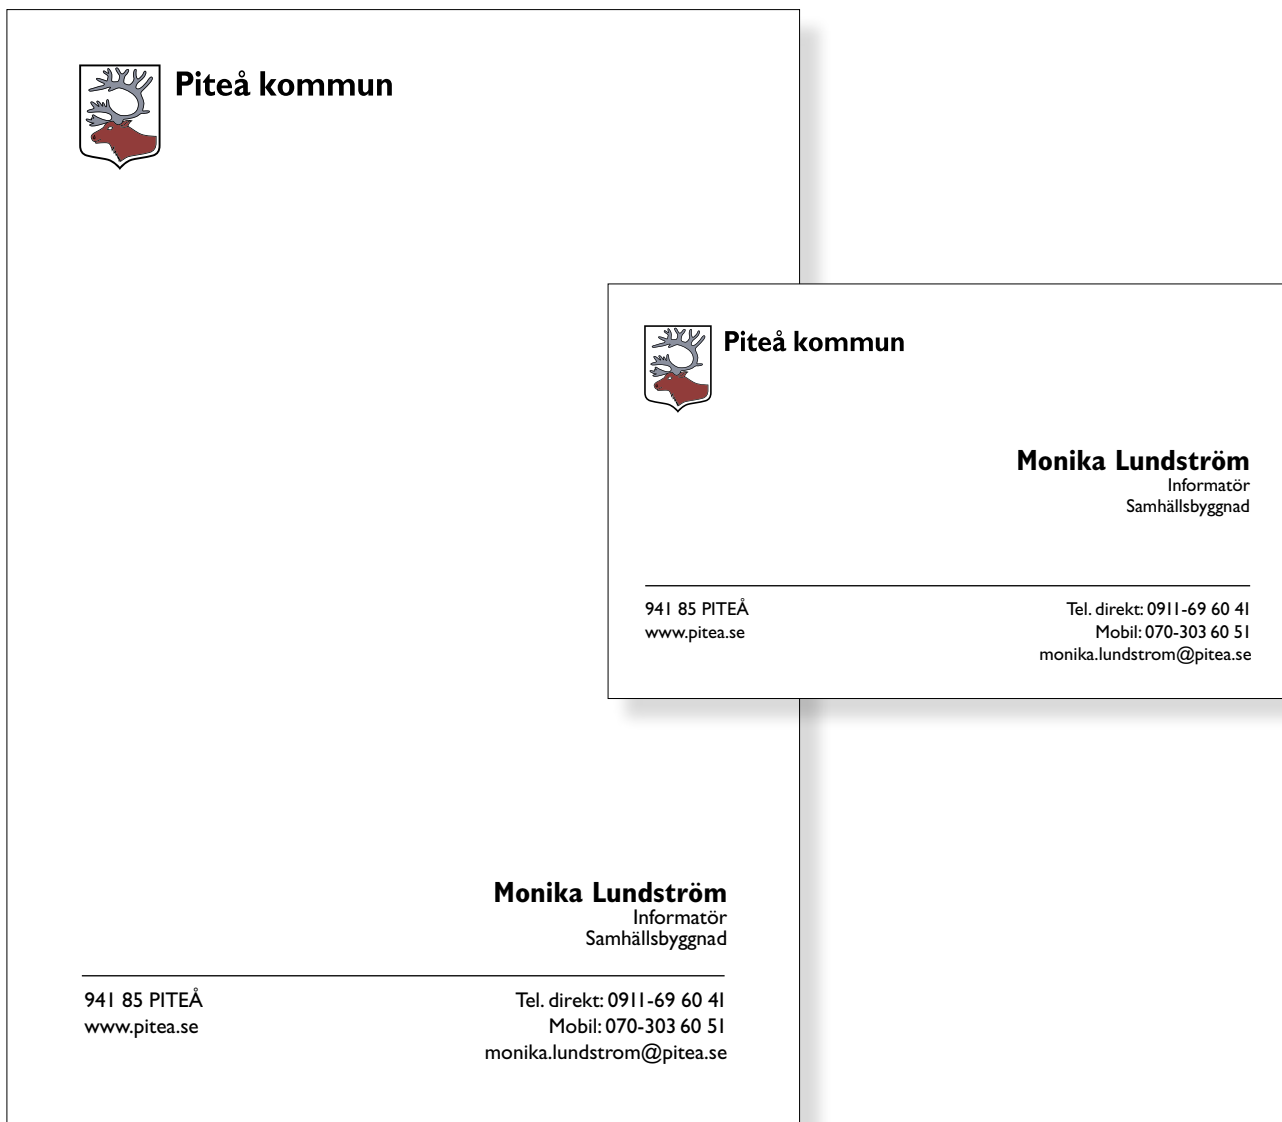 Piteå kommun
Monika Lundström
Informatör
Samhällsbyggnad
941 85 PITEÅ
www.pitea.se
Tel. direkt: 0911-69 60 41
Mobil: 070-303 60 51
monika.lundstrom@pitea.se
Piteå kommun
Monika Lundström
Informatör
Samhällsbyggnad
941 85 PITEÅ
www.pitea.se
Tel. direkt: 0911-69 60 41
Mobil: 070-303 60 51
monika.lundstrom@pitea.se